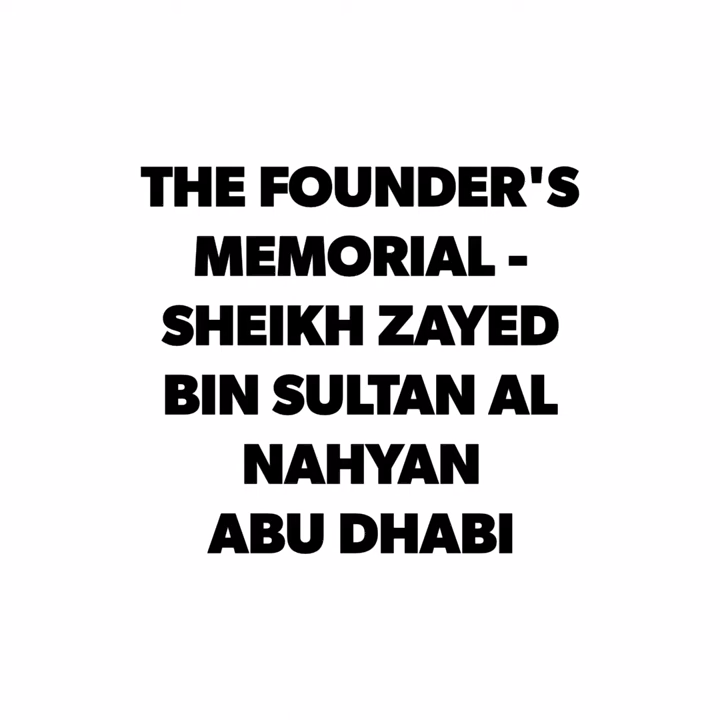 THE FOUNDER'S
MEMORIAL -
SHEIKH ZAYED
BIN SULTAN AL
NAHYAN
ABU DHABI